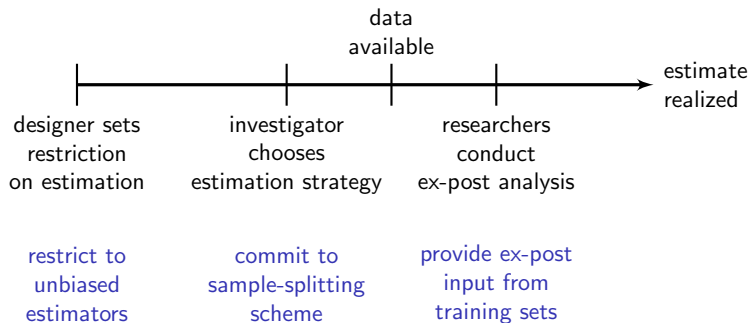 data
available
estimate
realized
designer sets
restriction
on estimation
investigator
chooses
estimation strategy
researchers
conduct
ex-post analysis
restrict to
unbiased
estimators
commit to
sample-splitting
scheme
provide ex-post
input from
training sets